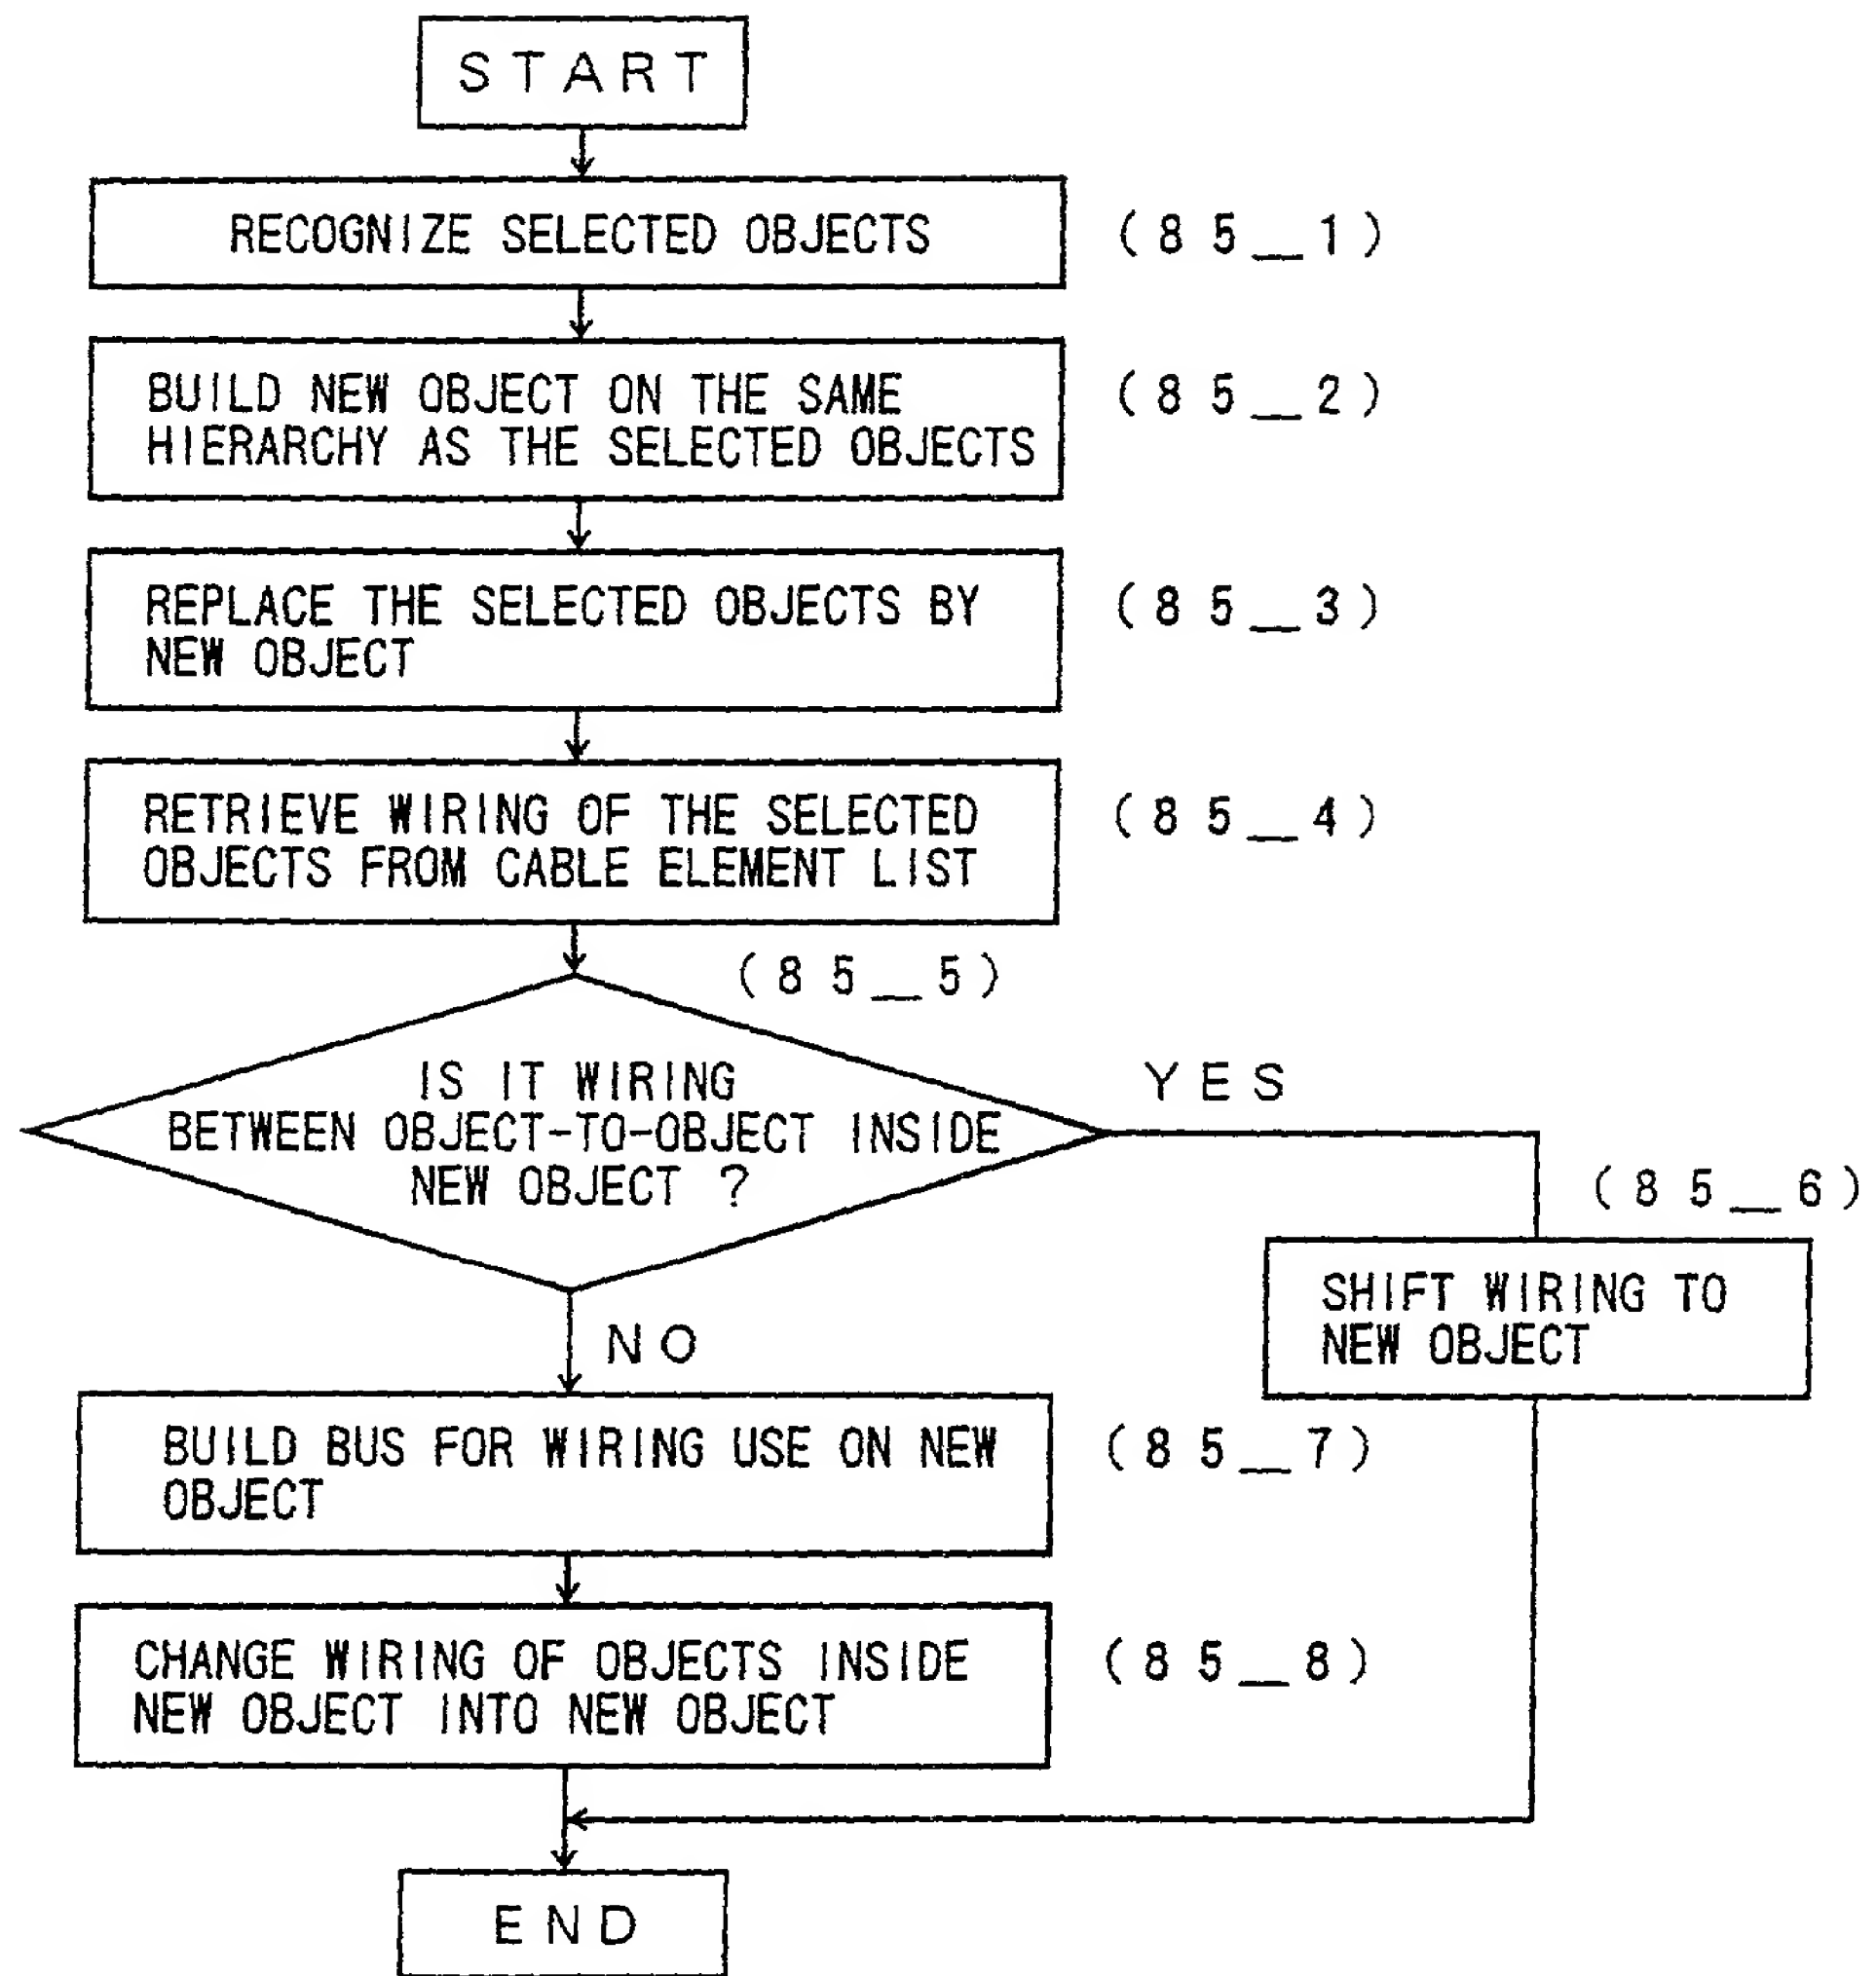 START
RECOGNIZE SELECTED OBJECTS
(85_1)
BUILD NEW OBJECT ON THE SAME
HIERARCHY AS THE SELECTED OBJECTS
(85_2)
REPLACE THE SELECTED OBJECTS BY
NEW OBJECT
(85_3)
RETRIEVE WIRING OF THE SELECTED
OBJECTS FROM CABLE ELEMENT LIST
(85_4)
(85_5)
IS IT WIRING
BETWEEN OBJECT-TO-OBJECT INSIDE
NEW OBJECT ?
YES
(85_6)
SHIFT WIRING TO
NEW OBJECT
NO
BUILD BUS FOR WIRING USE ON NEW
OBJECT
(85_7)
CHANGE WIRING OF OBJECTS INSIDE
NEW OBJECT INTO NEW OBJECT
(85_8)
END